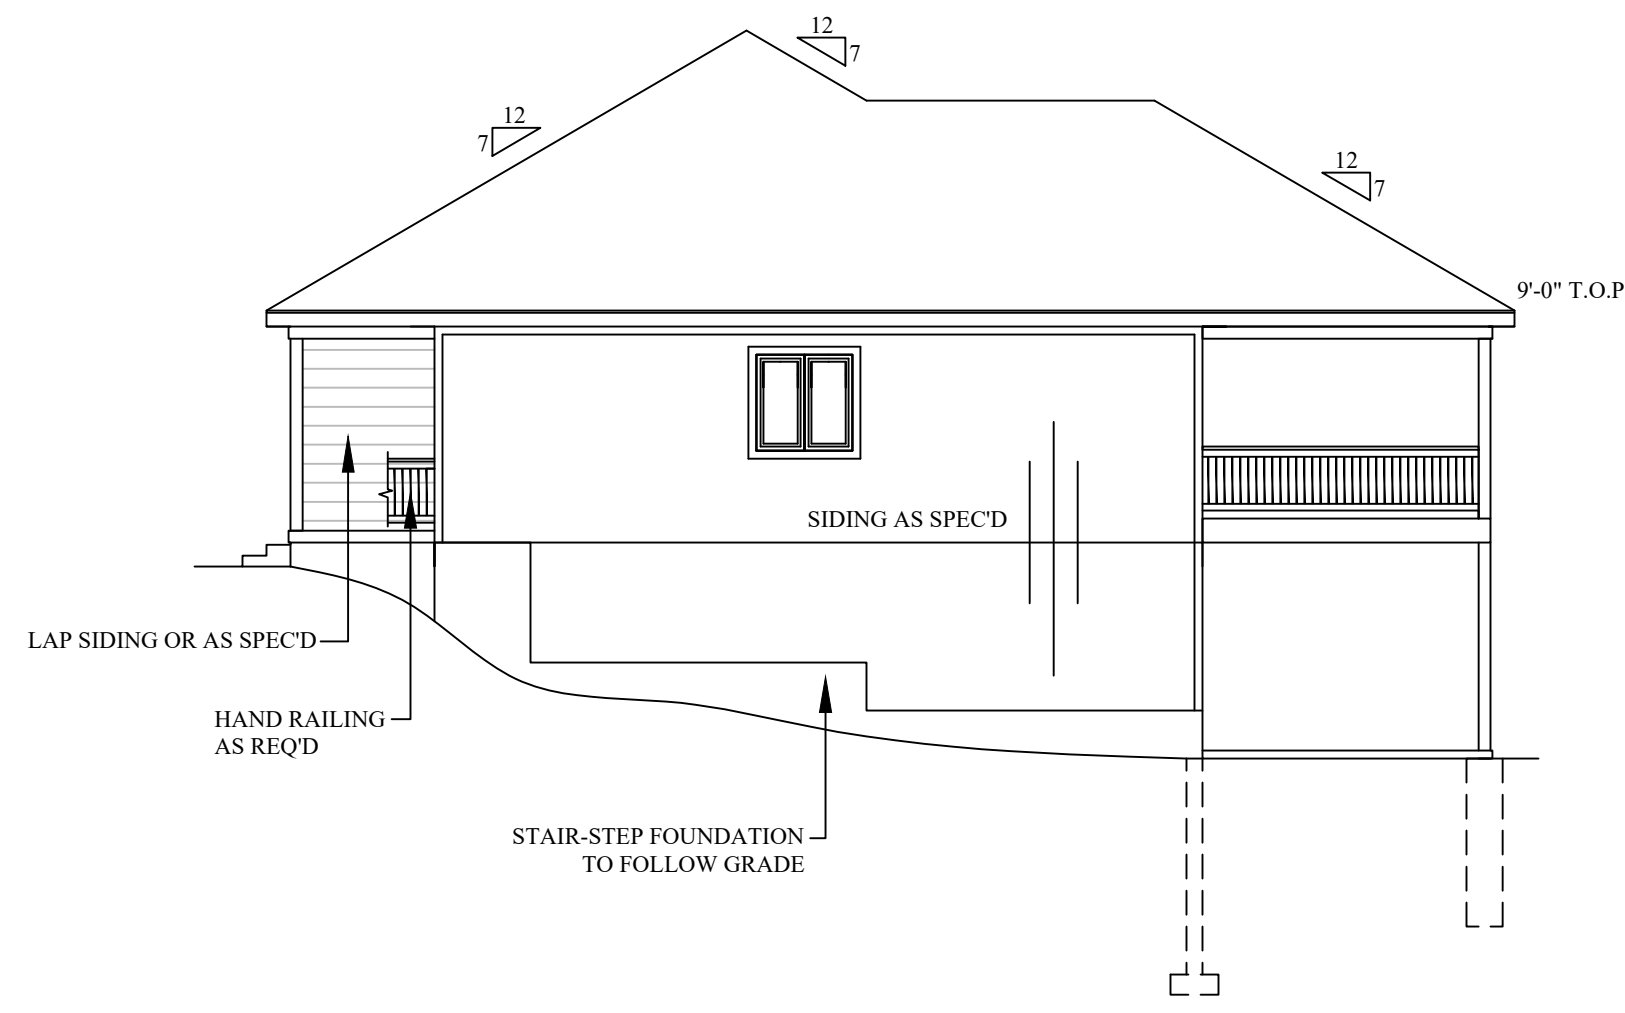 12
7
12
7
12
7
9'-0" T.O.P
SIDING AS SPEC'D
LAP SIDING OR AS SPEC'D
HAND RAILING
AS REQ'D
STAIR-STEP FOUNDATION
TO FOLLOW GRADE